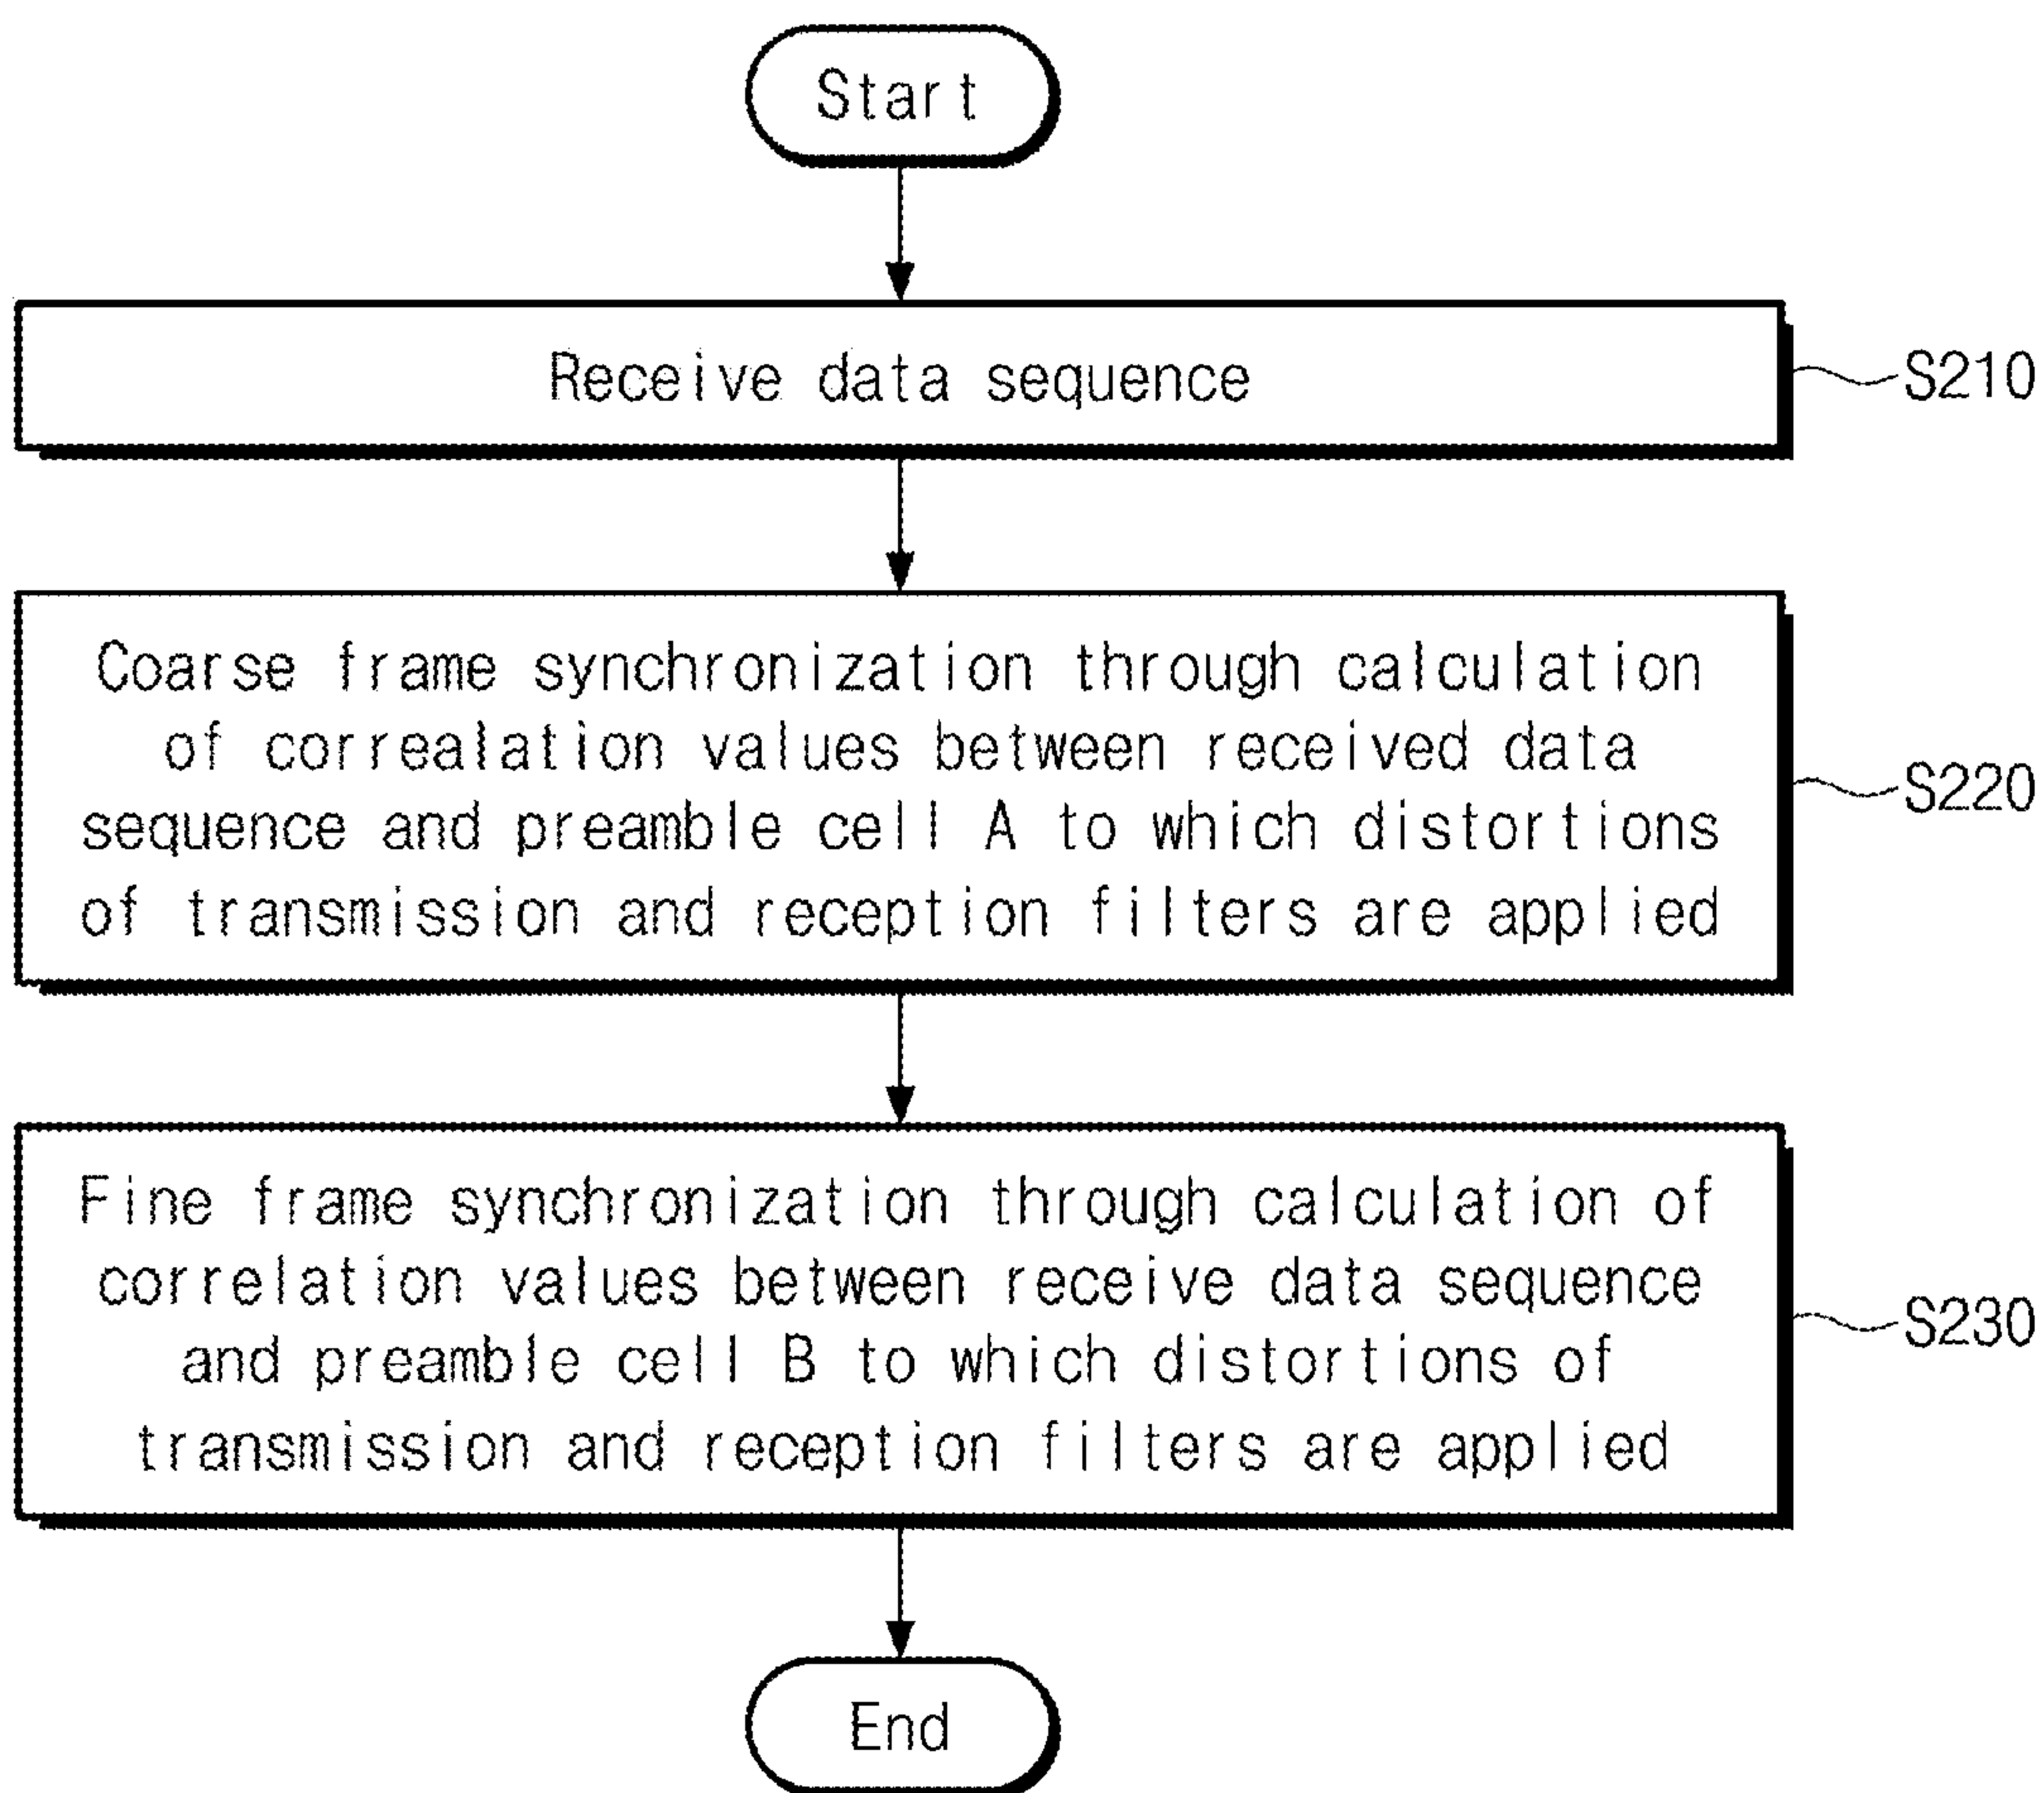 Start
Receive data sequence
S210
Coarse frame synchronization through calculation
of correalation values between received data
sequence and preamble cell A to which distortions
of transmission and reception filters are applied
S220
Fine frame synchronization through calculation of
correlation values between receive data sequence
and preamble cell B to which distortions of
transmission and reception filters are applied
S230
End